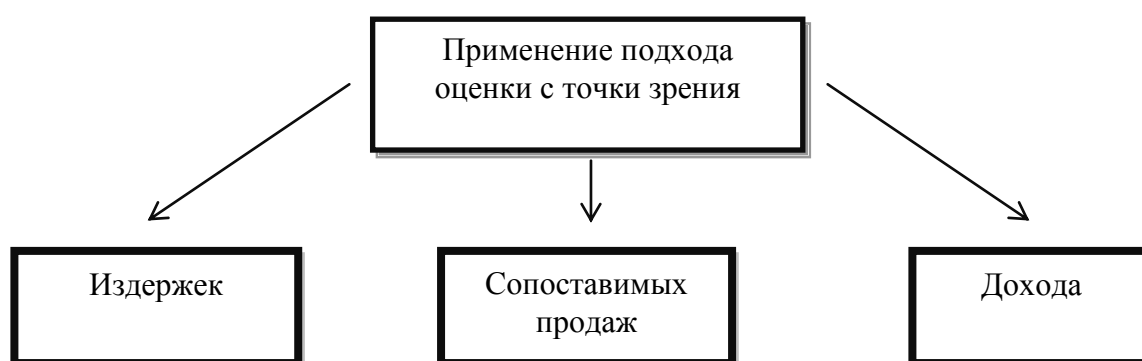 Применение подхода
оценки с точки зрения
Издержек
Сопоставимых
продаж
Дохода